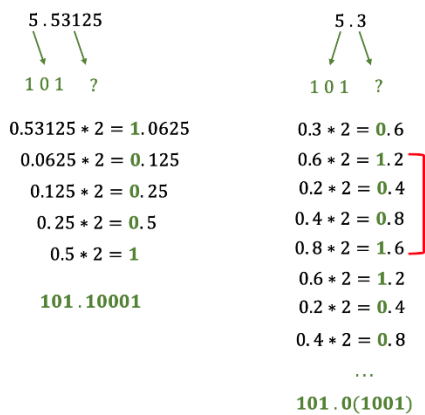 5.53125
101 ?
0.53125 * 2 = 1.0625
0.0625 * 2 = 0.125
0.125 * 2 = 0.25
0.25 * 2 = 0.5
0.5 * 2 = 1
101.10001
5.3
101 ?
0.3 * 2 = 0.6
0.6 * 2 = 1.2
0.2 * 2 = 0.4
0.4 * 2 = 0.8
0.8 * 2 = 1.6
0.6 * 2 = 1.2
0.2 * 2 = 0.4
0.4 * 2 = 0.8
...
101.0(1001)